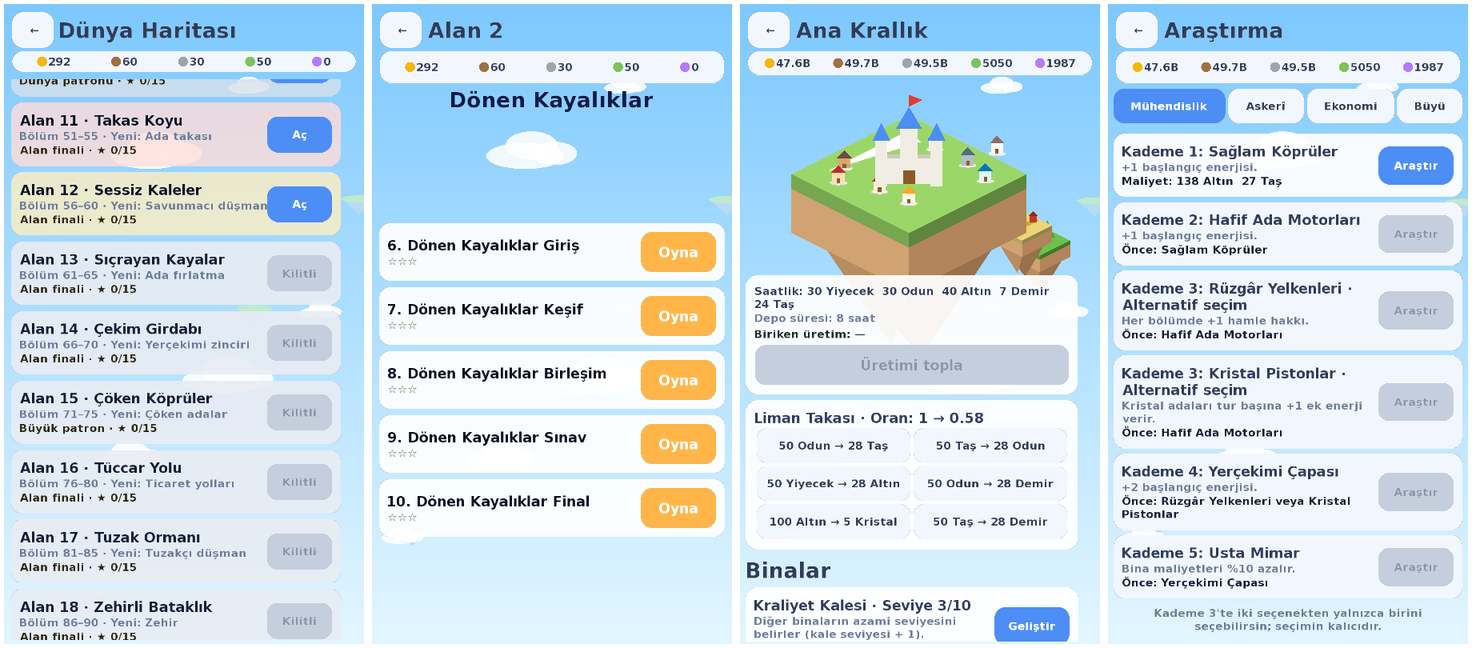 ← Dünya Haritası
292 60 30 50 0
Dünya patronu · ★ 0/15
Alan 11 · Takas Koyu
Bölüm 51–55 · Yeni: Ada takası
Alan finali · ★ 0/15
Aç
Alan 12 · Sessiz Kaleler
Bölüm 56–60 · Yeni: Savunmacı düşman
Alan finali · ★ 0/15
Aç
Alan 13 · Sıçrayan Kayalar
Bölüm 61–65 · Yeni: Ada fırlatma
Alan finali · ★ 0/15
Kilitli
Alan 14 · Çekim Girdabı
Bölüm 66–70 · Yeni: Yerçekimi zinciri
Alan finali · ★ 0/15
Kilitli
Alan 15 · Çöken Köprüler
Bölüm 71–75 · Yeni: Çöken adalar
Büyük patron · ★ 0/15
Kilitli
Alan 16 · Tüccar Yolu
Bölüm 76–80 · Yeni: Ticaret yolları
Alan finali · ★ 0/15
Kilitli
Alan 17 · Tuzak Ormanı
Bölüm 81–85 · Yeni: Tuzakçı düşman
Alan finali · ★ 0/15
Kilitli
Alan 18 · Zehirli Bataklık
Bölüm 86–90 · Yeni: Zehir
Alan finali · ★ 0/15
Kilitli
← Alan 2
292 60 30 50 0
Dönen Kayalıklar
6. Dönen Kayalıklar Giriş
☆☆☆
Oyna
7. Dönen Kayalıklar Keşif
☆☆☆
Oyna
8. Dönen Kayalıklar Birleşim
☆☆☆
Oyna
9. Dönen Kayalıklar Sınav
☆☆☆
Oyna
10. Dönen Kayalıklar Final
☆☆☆
Oyna
← Ana Krallık
47.6B 49.7B 49.5B 5050 1987
Saatlik: 30 Yiyecek 30 Odun 40 Altın 7 Demir
24 Taş
Depo süresi: 8 saat
Biriken üretim: —
Üretimi topla
Liman Takası · Oran: 1 → 0.58
50 Odun → 28 Taş
50 Taş → 28 Odun
50 Yiyecek → 28 Altın
50 Odun → 28 Demir
100 Altın → 5 Kristal
50 Taş → 28 Demir
Binalar
Kraliyet Kalesi · Seviye 3/10
Diğer binaların azami seviyesini
belirler (kale seviyesi + 1).
Geliştir
← Araştırma
47.6B 49.7B 49.5B 5050 1987
Mühendislik Askerî Ekonomi Büyü
Kademe 1: Sağlam Köprüler
+1 başlangıç enerjisi.
Maliyet: 138 Altın 27 Taş
Araştır
Kademe 2: Hafif Ada Motorları
+1 başlangıç enerjisi.
Önce: Sağlam Köprüler
Araştır
Kademe 3: Rüzgâr Yelkenleri ·
Alternatif seçim
Her bölümde +1 hamle hakkı.
Önce: Hafif Ada Motorları
Araştır
Kademe 3: Kristal Pistonlar ·
Alternatif seçim
Kristal adaları tur başına +1 ek enerji
verir.
Önce: Hafif Ada Motorları
Araştır
Kademe 4: Yerçekimi Çapası
+2 başlangıç enerjisi.
Önce: Rüzgâr Yelkenleri veya Kristal
Pistonlar
Araştır
Kademe 5: Usta Mimar
Bina maliyetleri %10 azalır.
Önce: Yerçekimi Çapası
Araştır
Kademe 3'te iki seçenekten yalnızca birini
seçebilirsin; seçimin kalıcıdır.